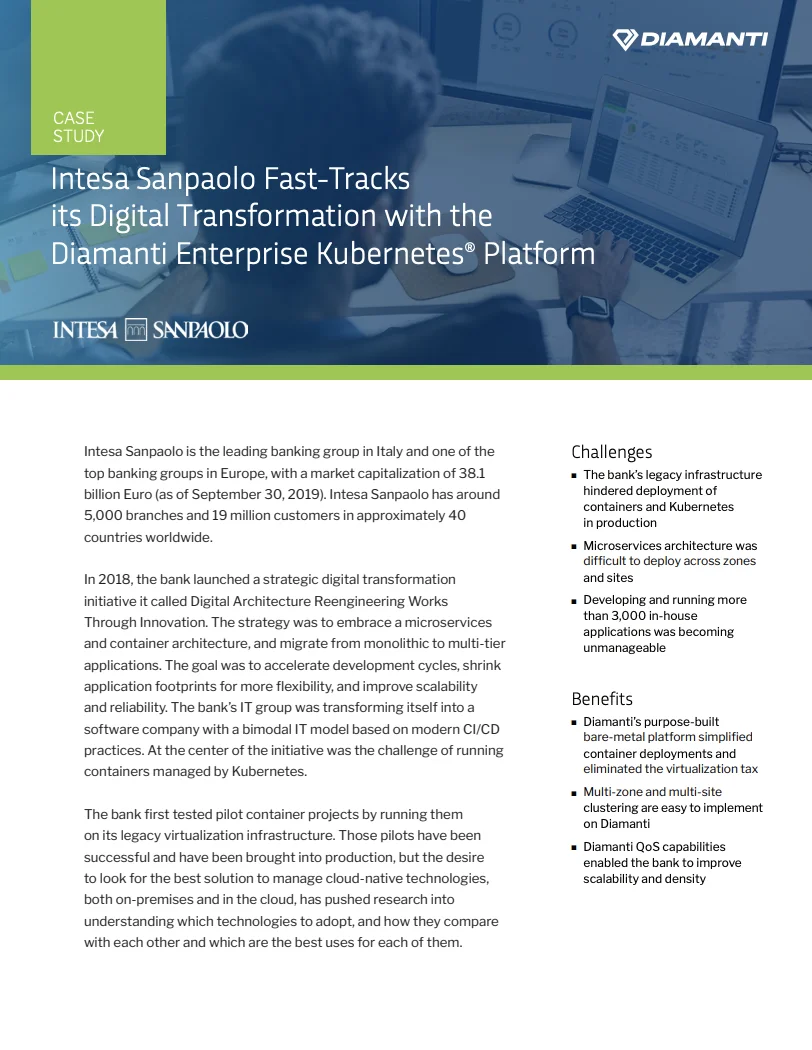 DIAMANTI
CASE
STUDY
Intesa Sanpaolo Fast-Tracks
its Digital Transformation with the
Diamanti Enterprise Kubernetes® Platform
INTESA SANPAOLO
Intesa Sanpaolo is the leading banking group in Italy and one of the
top banking groups in Europe, with a market capitalization of 38.1
billion Euro (as of September 30, 2019). Intesa Sanpaolo has around
5,000 branches and 19 million customers in approximately 40
countries worldwide.
In 2018, the bank launched a strategic digital transformation
initiative it called Digital Architecture Reengineering Works
Through Innovation. The strategy was to embrace a microservices
and container architecture, and migrate from monolithic to multi-tier
applications. The goal was to accelerate development cycles, shrink
application footprints for more flexibility, and improve scalability
and reliability. The bank's IT group was transforming itself into a
software company with a bimodal IT model based on modern CI/CD
practices. At the center of the initiative was the challenge of running
containers managed by Kubernetes.
The bank first tested pilot container projects by running them
on its legacy virtualization infrastructure. Those pilots have been
successful and have been brought into production, but the desire
to look for the best solution to manage cloud-native technologies,
both on-premises and in the cloud, has pushed research into
understanding which technologies to adopt, and how they compare
with each other and which are the best uses for each of them.
Challenges
▪ The bank's legacy infrastructure
hindered deployment of
containers and Kubernetes
in production
▪ Microservices architecture was
difficult to deploy across zones
and sites
▪ Developing and running more
than 3,000 in-house
applications was becoming
unmanageable
Benefits
▪ Diamanti's purpose-built
bare-metal platform simplified
container deployments and
eliminated the virtualization tax
▪ Multi-zone and multi-site
clustering are easy to implement
on Diamanti
▪ Diamanti QoS capabilities
enabled the bank to improve
scalability and density